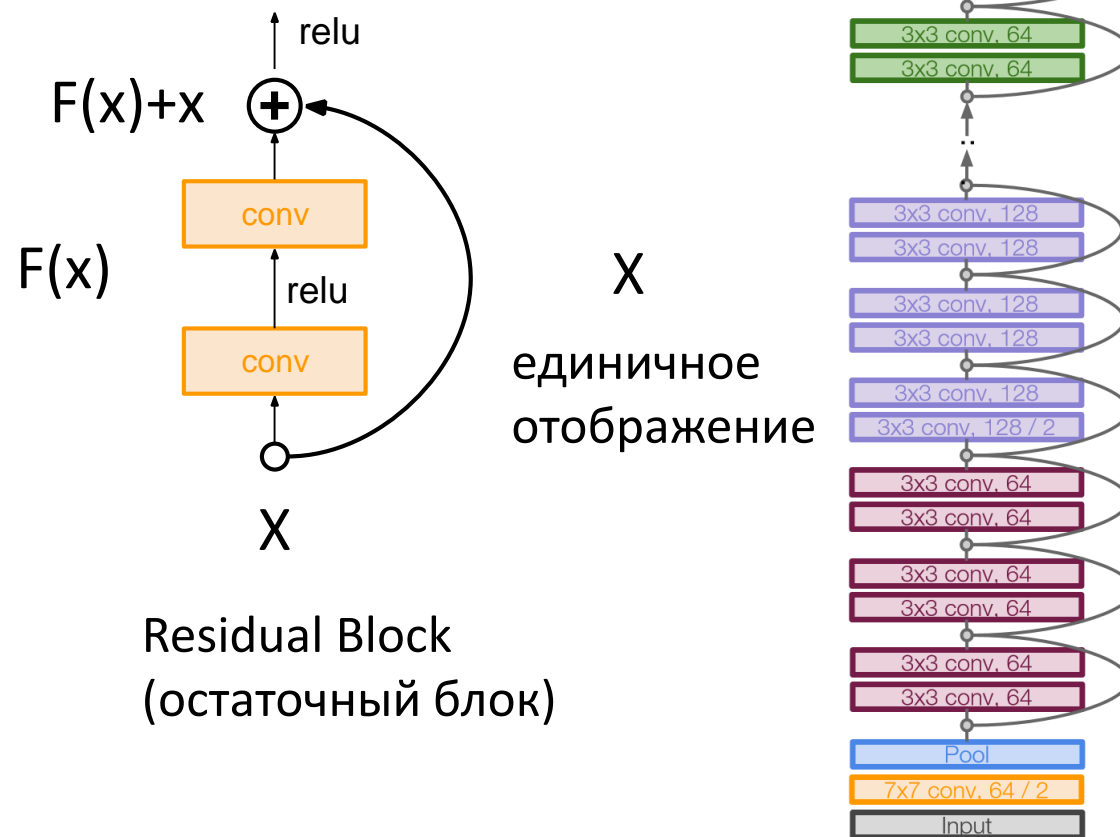 relu
F(x)+x
+
conv
F(x)
relu
conv
X
Residual Block
(остаточный блок)
X
единичное
отображение
3x3 conv, 64
3x3 conv, 64
..
3x3 conv, 128
3x3 conv, 128
3x3 conv, 128
3x3 conv, 128
3x3 conv, 128
3x3 conv, 128 / 2
3x3 conv, 64
3x3 conv, 64
3x3 conv, 64
3x3 conv, 64
3x3 conv, 64
3x3 conv, 64
Pool
7x7 conv, 64 / 2
Input